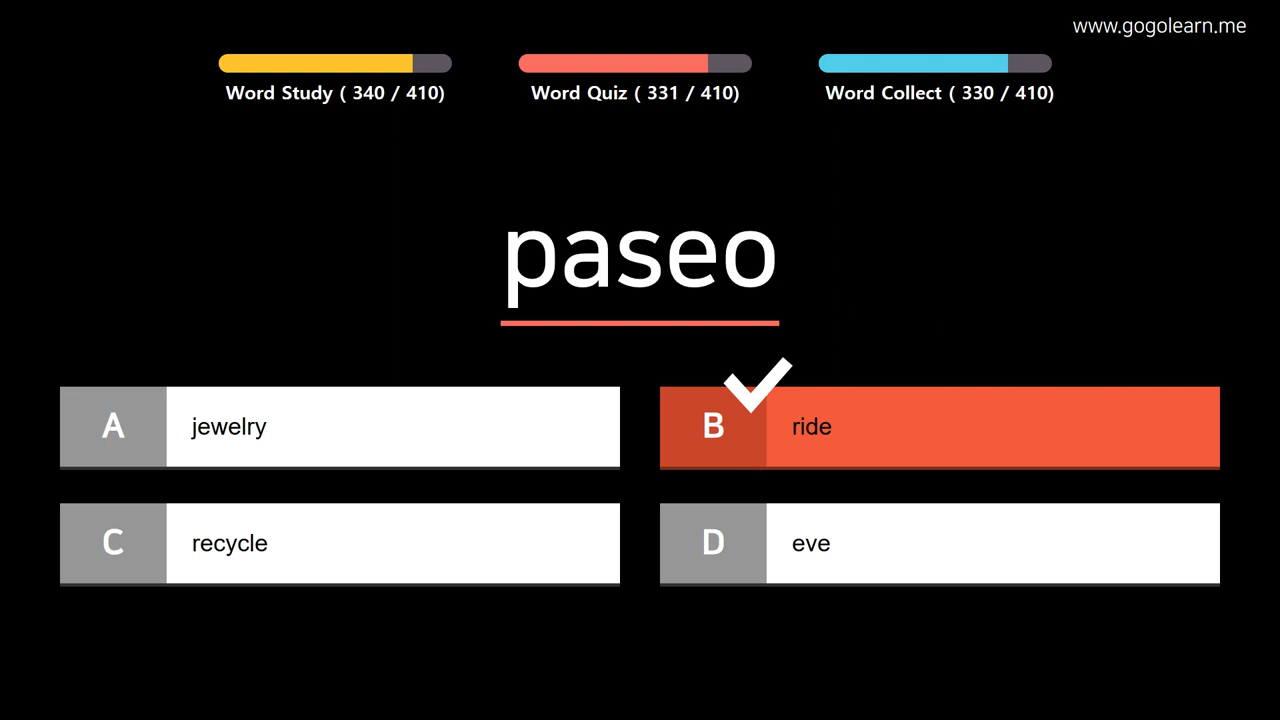 www.gogolearn.me
Word Study ( 340 / 410)
Word Quiz ( 331 / 410)
Word Collect ( 330 / 410)
paseo
A jewelry
B ride
C recycle
D eve